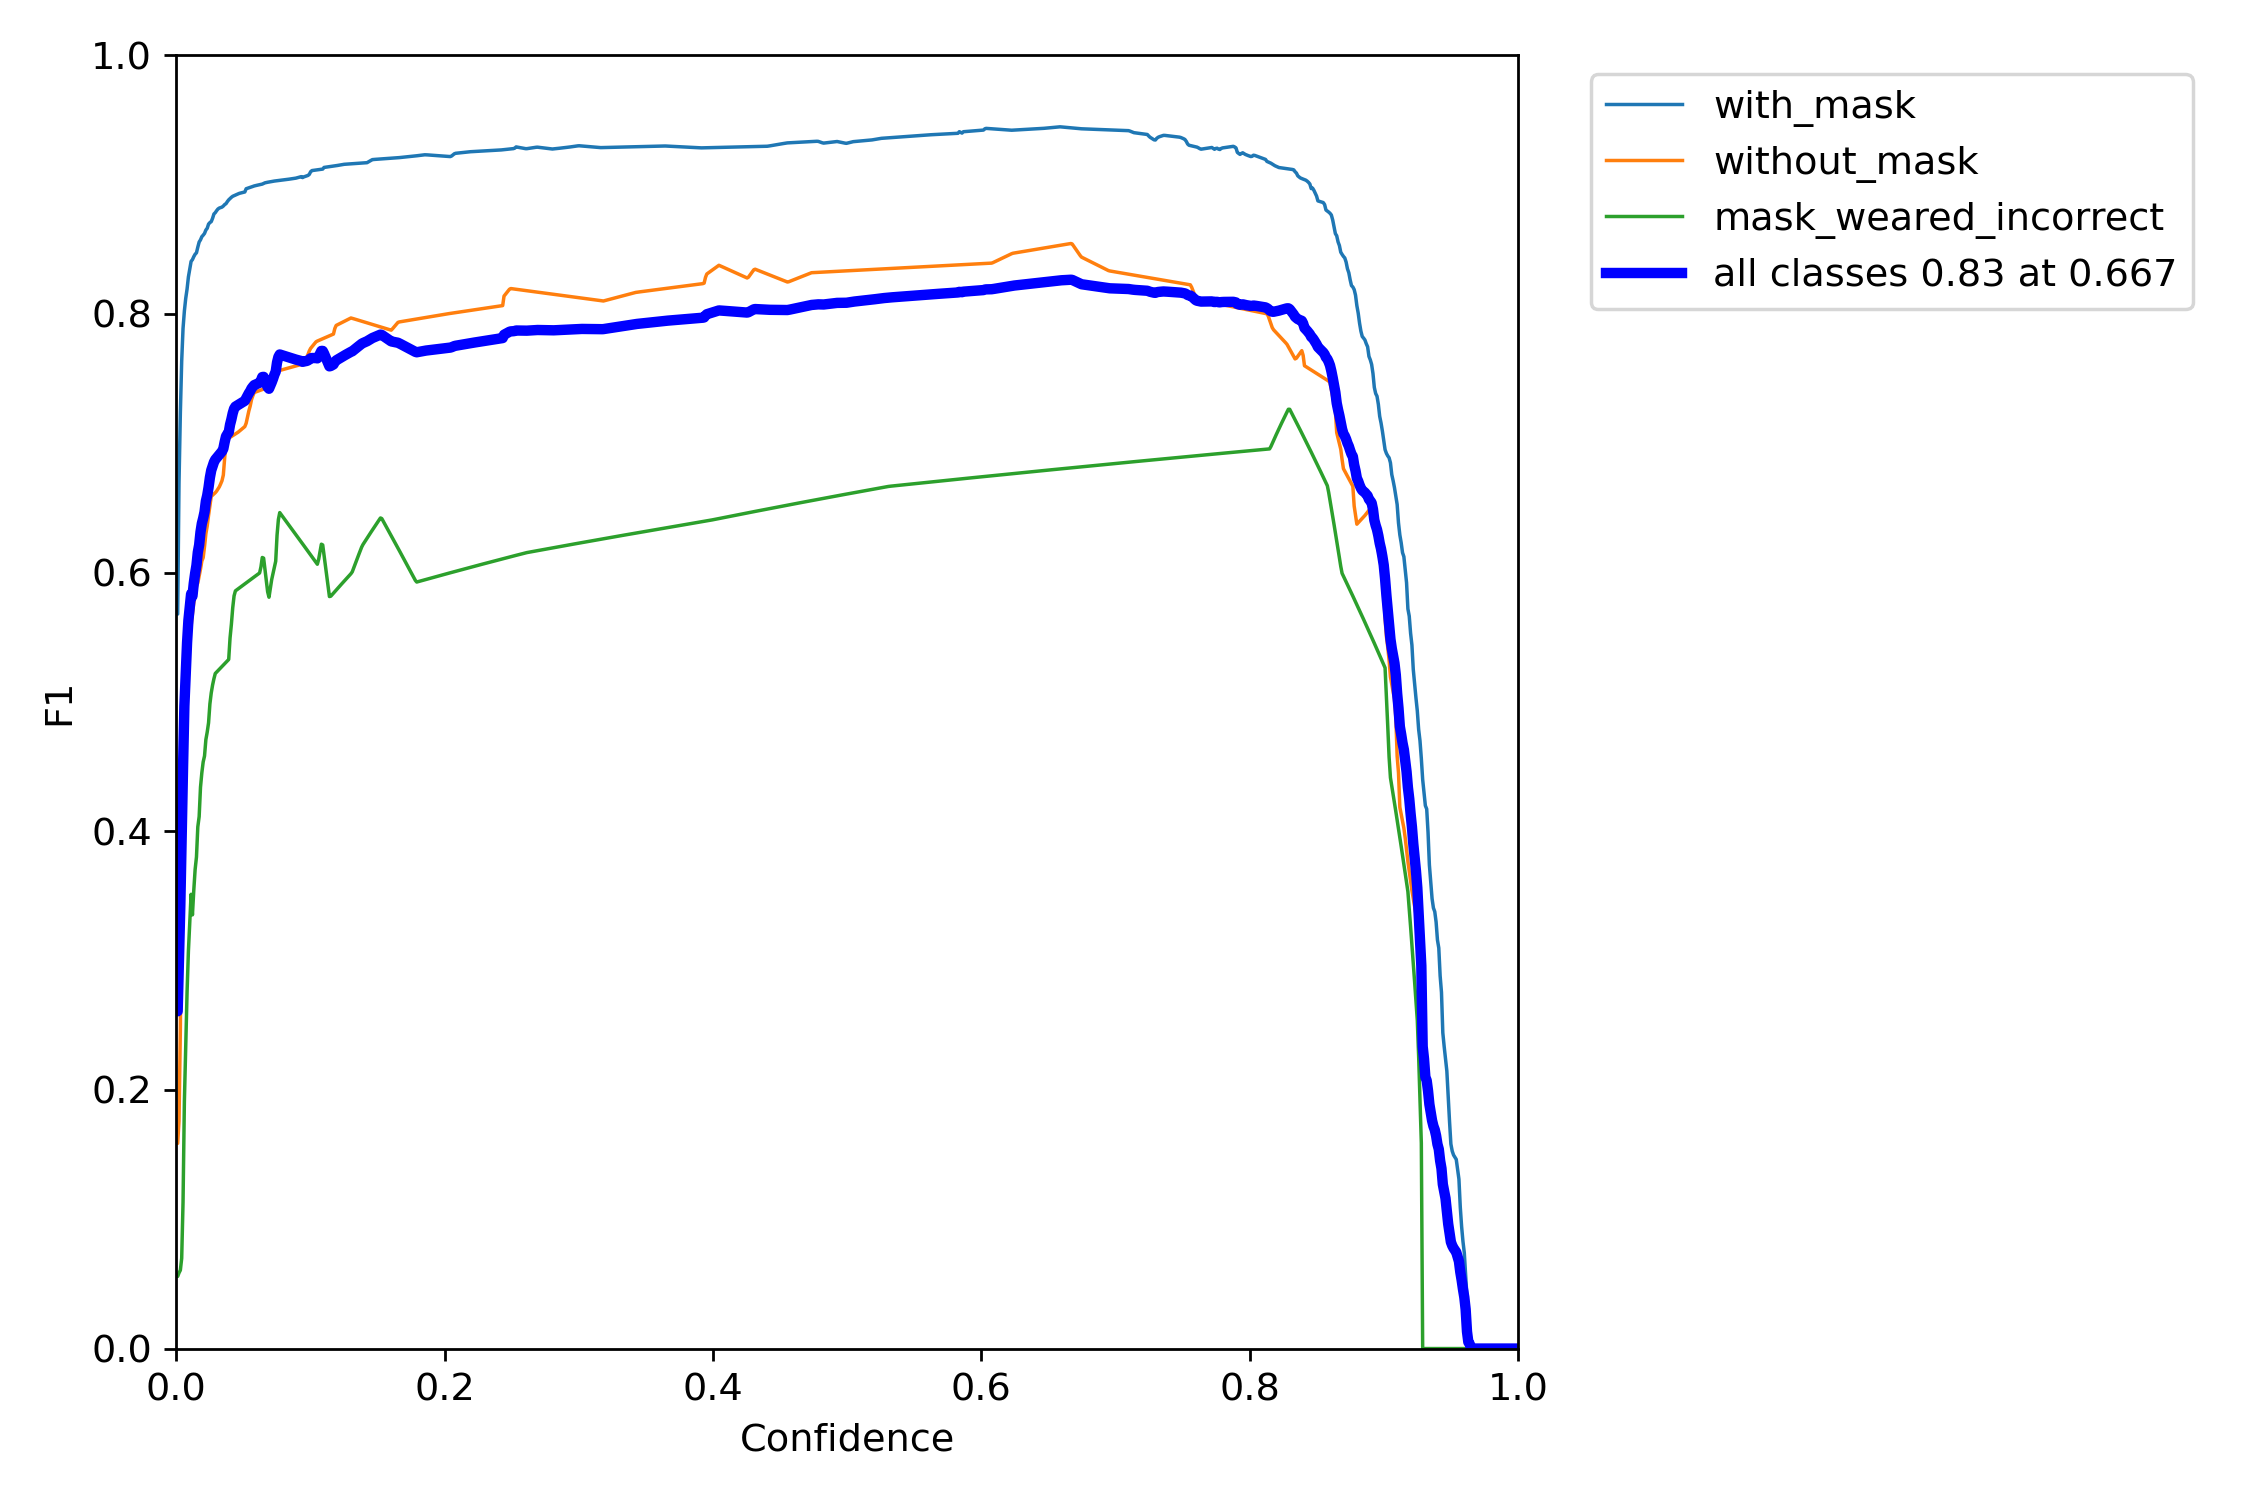 1.0
0.8
0.6
0.4
0.2
0.0
F1
0.0 0.2 0.4 0.6 0.8 1.0
Confidence
with_mask
without_mask
mask_weared_incorrect
all classes 0.83 at 0.667